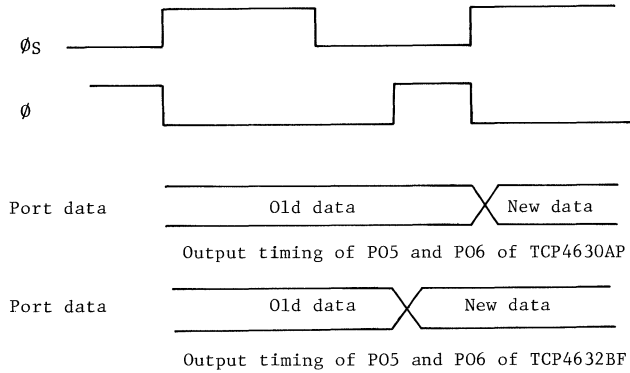 ØS
Ø
Port data Old data New data
Output timing of PO5 and PO6 of TCP4630AP
Port data Old data New data
Output timing of PO5 and PO6 of TCP4632BF